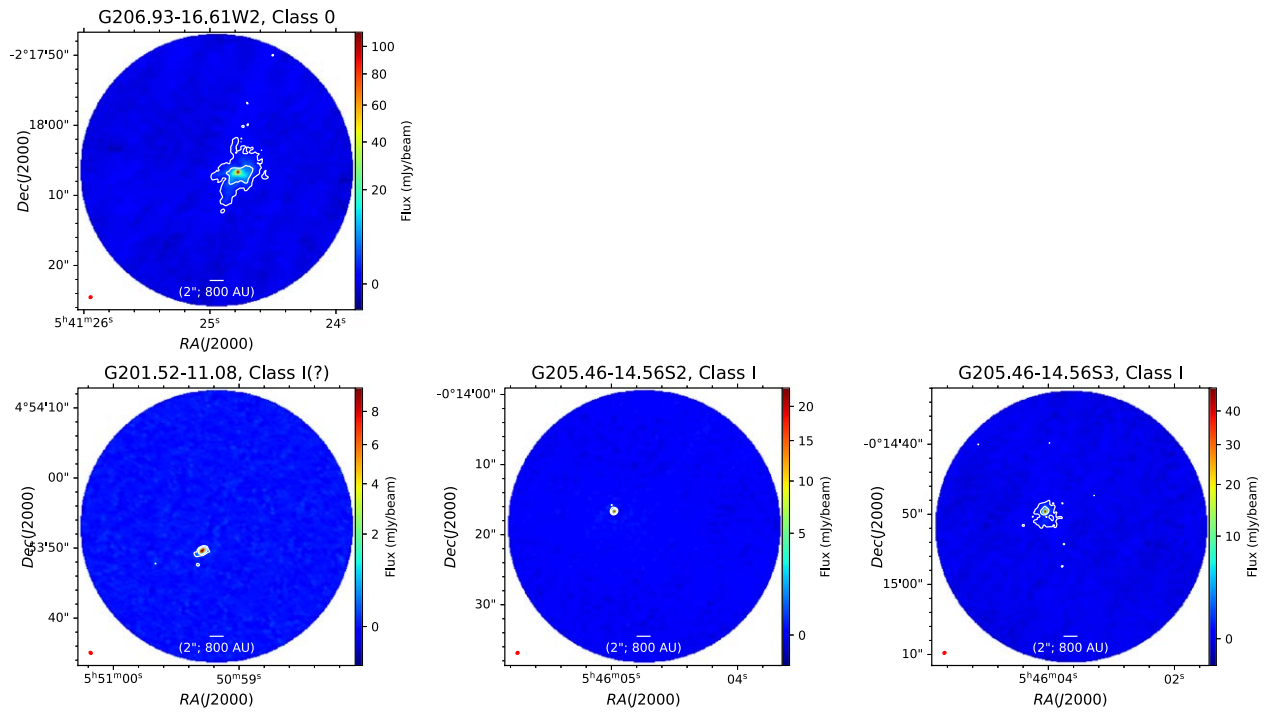 G206.93-16.61W2, Class 0
-2°17'50"
18'00"
10"
20"
Dec(J2000)
(2"; 800 AU)
5ʰ41ᵐ26ˢ
25ˢ
24ˢ
RA(J2000)
100
80
60
40
20
0
Flux (mJy/beam)
G201.52-11.08, Class I(?)
4°54'10"
00"
53'50"
40"
Dec(J2000)
(2"; 800 AU)
5ʰ51ᵐ00ˢ
50ᵐ59ˢ
RA(J2000)
8
6
4
2
0
Flux (mJy/beam)
G205.46-14.56S2, Class I
-0°14'00"
10"
20"
30"
Dec(J2000)
(2"; 800 AU)
5ʰ46ᵐ05ˢ
04ˢ
RA(J2000)
20
15
10
5
0
Flux (mJy/beam)
G205.46-14.56S3, Class I
-0°14'40"
50"
15'00"
10"
Dec(J2000)
(2"; 800 AU)
5ʰ46ᵐ04ˢ
02ˢ
RA(J2000)
40
30
20
10
0
Flux (mJy/beam)